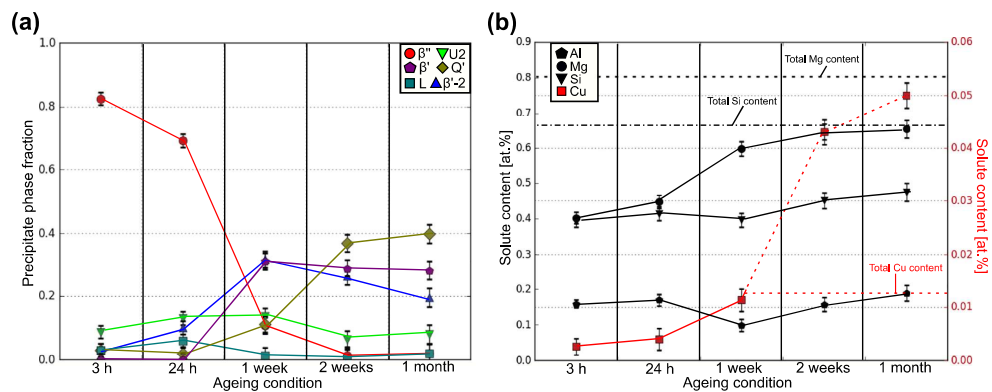 (a)
1.0
0.8
0.6
0.4
0.2
0.0
Precipitate phase fraction
β" U2
β' Q'
L β'-2
3 h 24 h 1 week 2 weeks 1 month
Ageing condition
(b)
1.0
0.9
0.8
0.7
0.6
0.5
0.4
0.3
0.2
0.1
0.0
Solute content [at.%]
Al
Mg
Si
Cu
Total Mg content
Total Si content
Total Cu content
0.06
0.05
0.04
0.03
0.02
0.01
0.00
Solute content [at.%]
3 h 24 h 1 week 2 weeks 1 month
Ageing condition